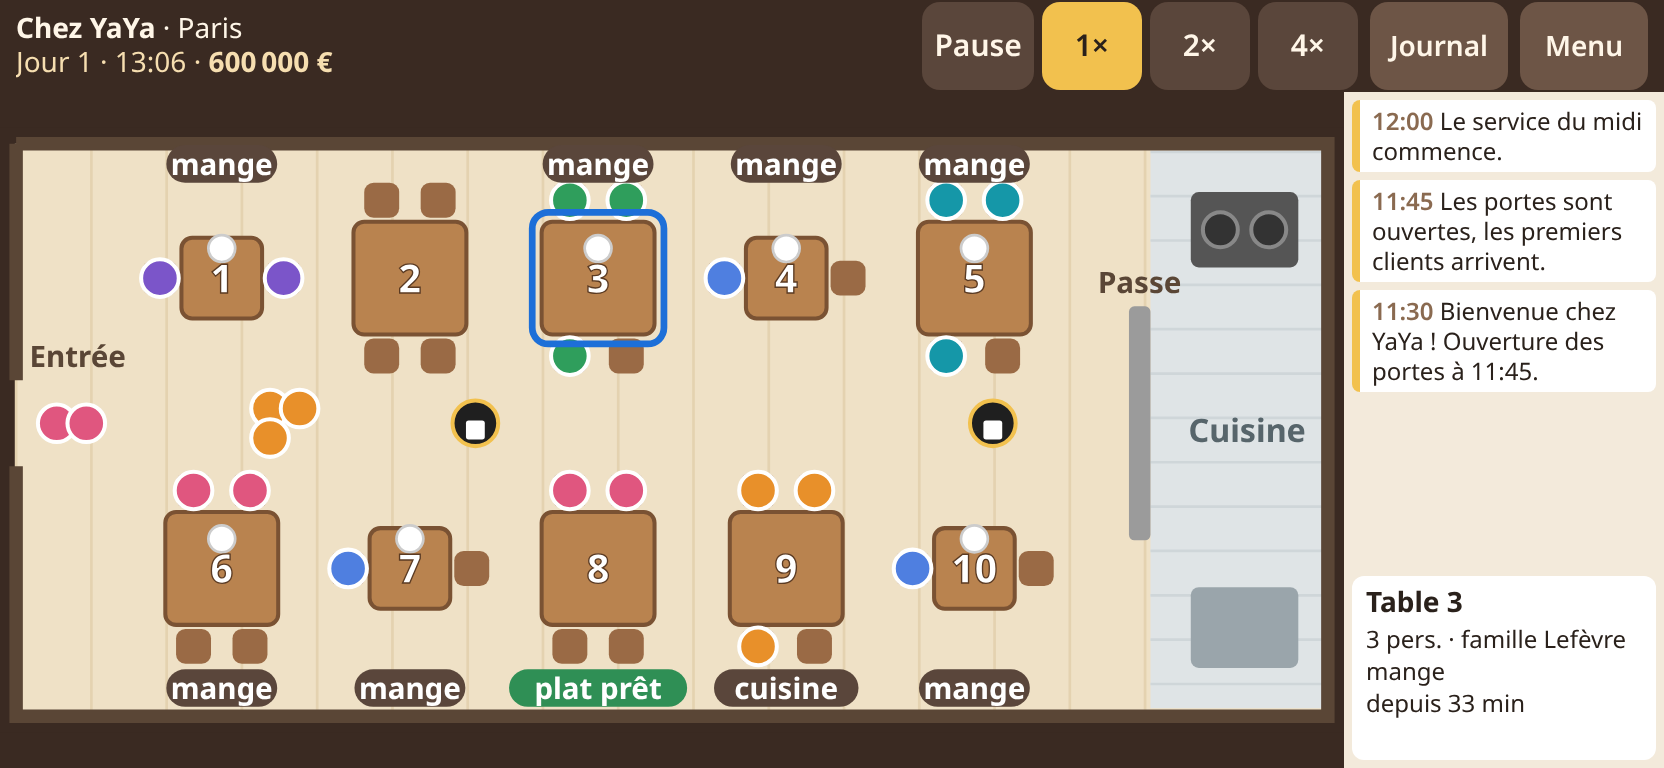 Chez YaYa · Paris
Jour 1 · 13:06 · 600 000 €
Pause
1×
2×
4×
Journal
Menu
mange
mange
mange
mange
1
2
3
4
5
Passe
Entrée
Cuisine
6
7
8
9
10
mange
mange
plat prêt
cuisine
mange
12:00 Le service du midi
commence.
11:45 Les portes sont
ouvertes, les premiers
clients arrivent.
11:30 Bienvenue chez
YaYa ! Ouverture des
portes à 11:45.
Table 3
3 pers. · famille Lefèvre
mange
depuis 33 min